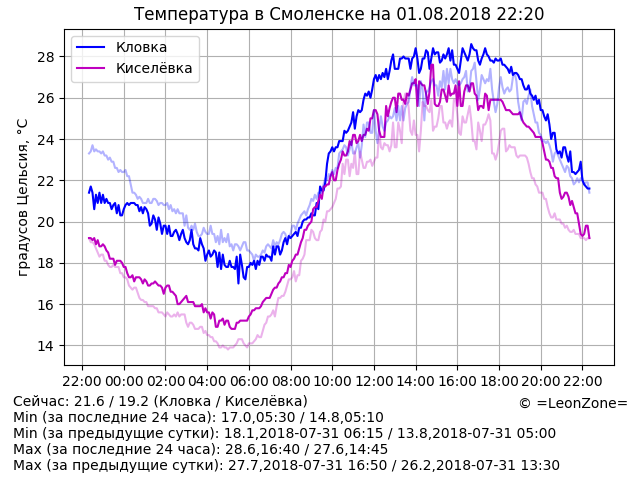 Температура в Смоленске на 01.08.2018 22:20
Кловка
Киселёвка
градусов Цельсия, °C
28
26
24
22
20
18
16
14
22:00 00:00 02:00 04:00 06:00 08:00 10:00 12:00 14:00 16:00 18:00 20:00 22:00
Сейчас: 21.6 / 19.2 (Кловка / Киселёвка)
© =LeonZone=
Min (за последние 24 часа): 17.0,05:30 / 14.8,05:10
Min (за предыдущие сутки): 18.1,2018-07-31 06:15 / 13.8,2018-07-31 05:00
Max (за последние 24 часа): 28.6,16:40 / 27.6,14:45
Max (за предыдущие сутки): 27.7,2018-07-31 16:50 / 26.2,2018-07-31 13:30